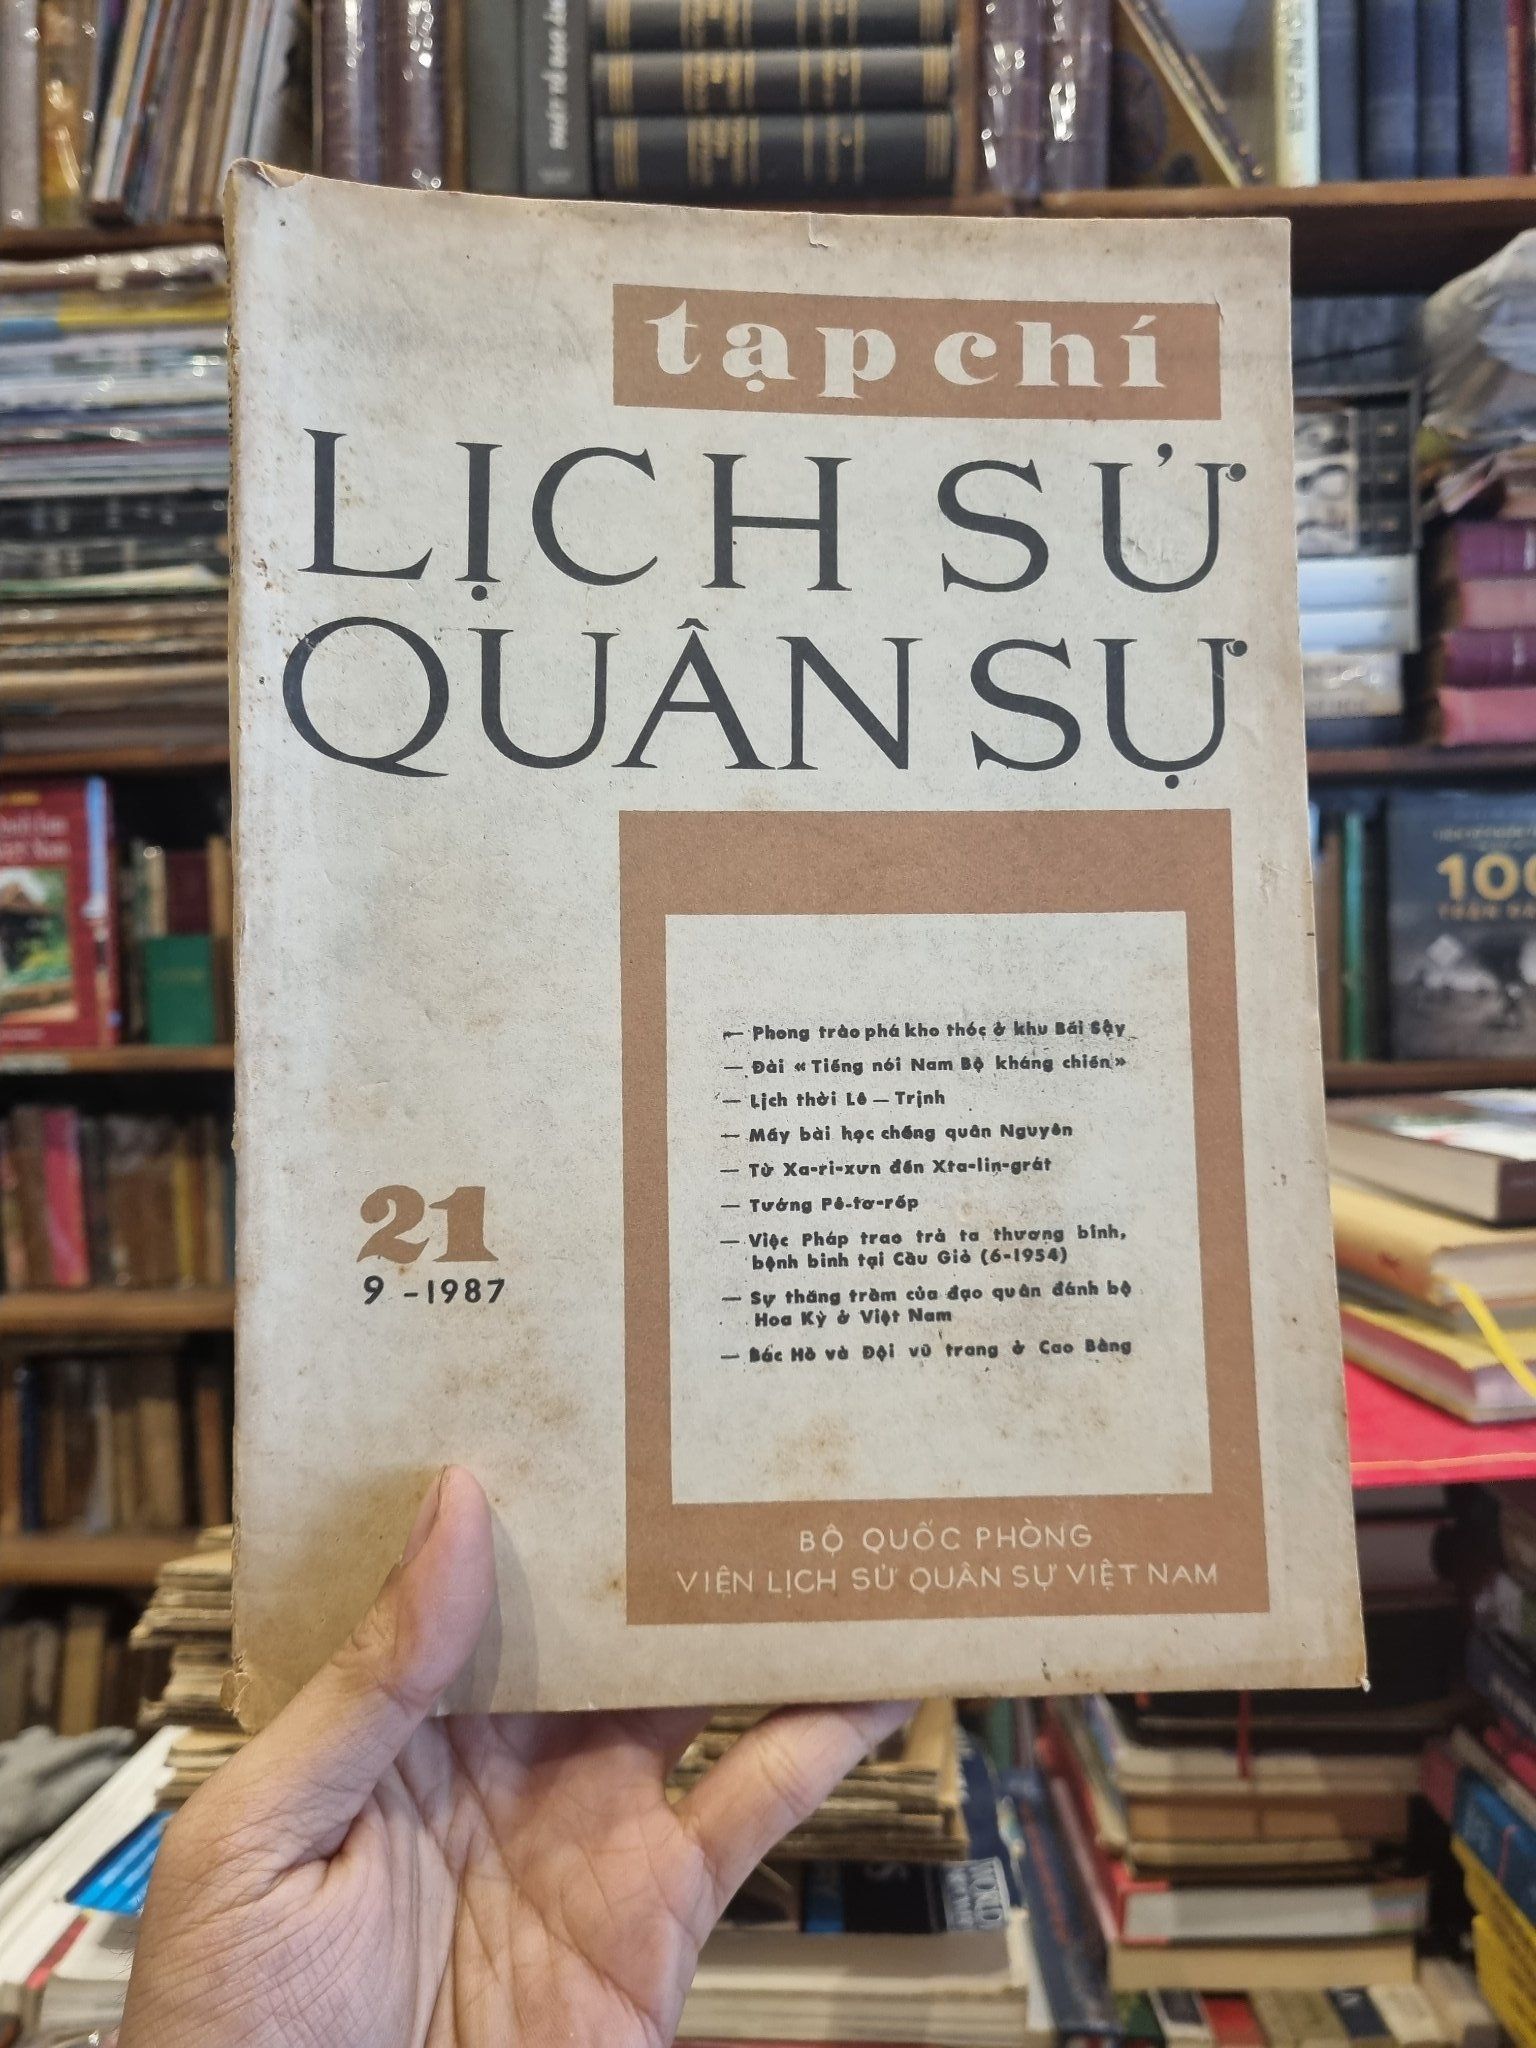 tạp chí
LỊCH SỬ
QUÂN SỰ
21
9 - 1987
— Phong trào phá kho thóc ở khu Bãi Sậy
— Đài « Tiếng nói Nam Bộ kháng chiến »
— Lịch thời Lê — Trịnh
— Mấy bài học chống quân Nguyên
— Từ Xa-ri-xưn đến Xta-lin-grát
— Tướng Pê-tơ-rốp
— Việc Pháp trao trả ta thương binh,
bệnh binh tại Cầu Giẽ (6-1954)
— Sự thăng trầm của đạo quân đánh bộ
Hoa Kỳ ở Việt Nam
— Bác Hồ và Đội vũ trang ở Cao Bằng
BỘ QUỐC PHÒNG
VIỆN LỊCH SỬ QUÂN SỰ VIỆT NAM
100